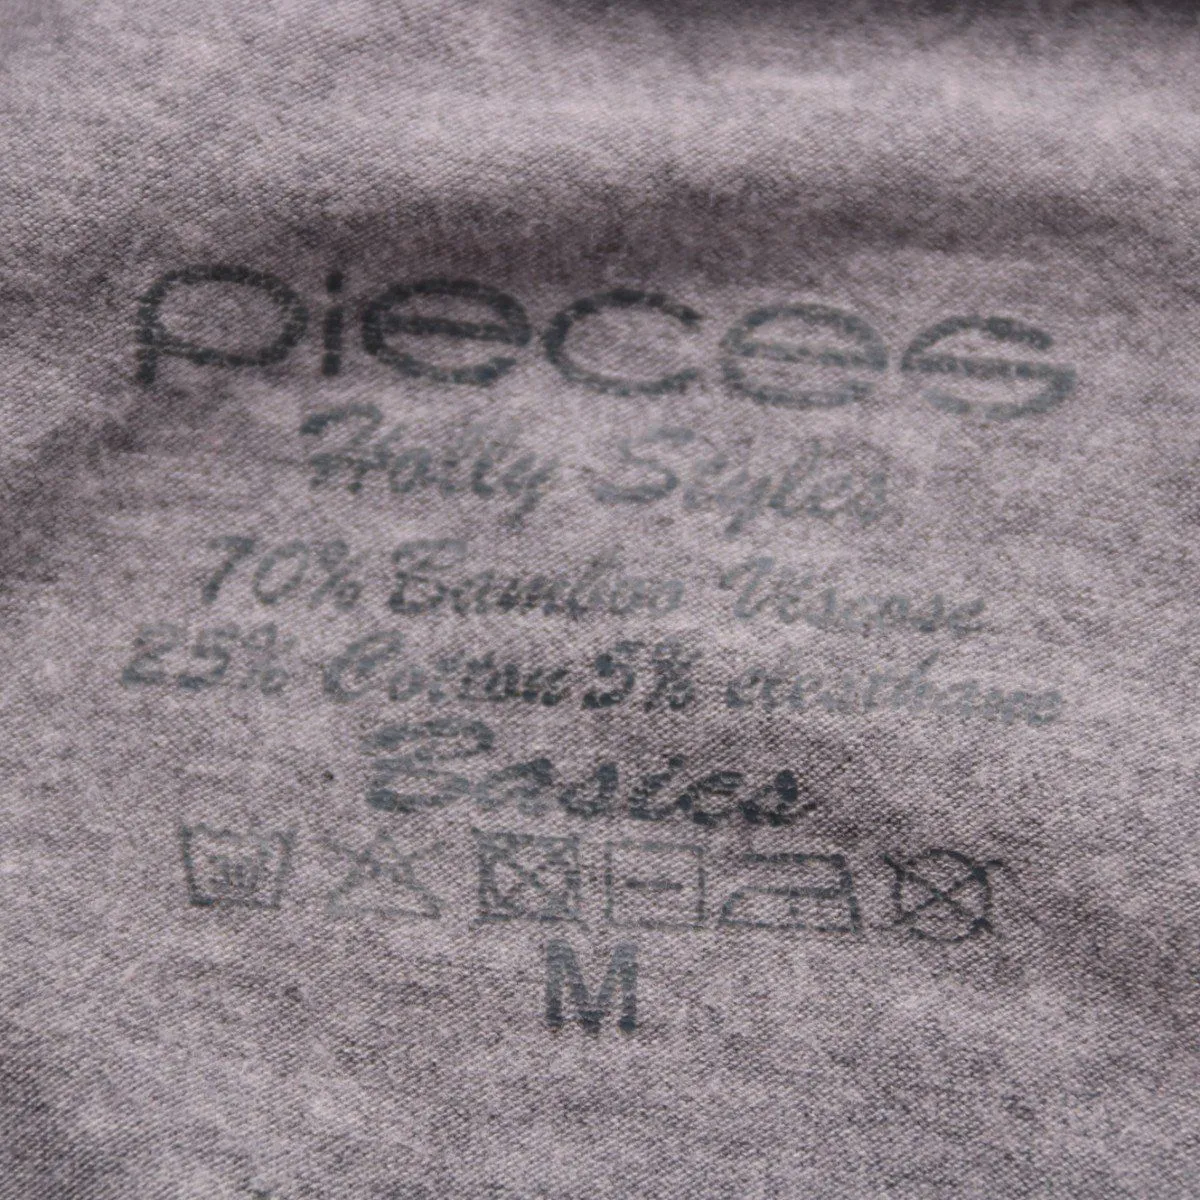 pieces
Holly Styles
70% Bamboo Viscose
25% Cotton 5% elasthane
Basics
M